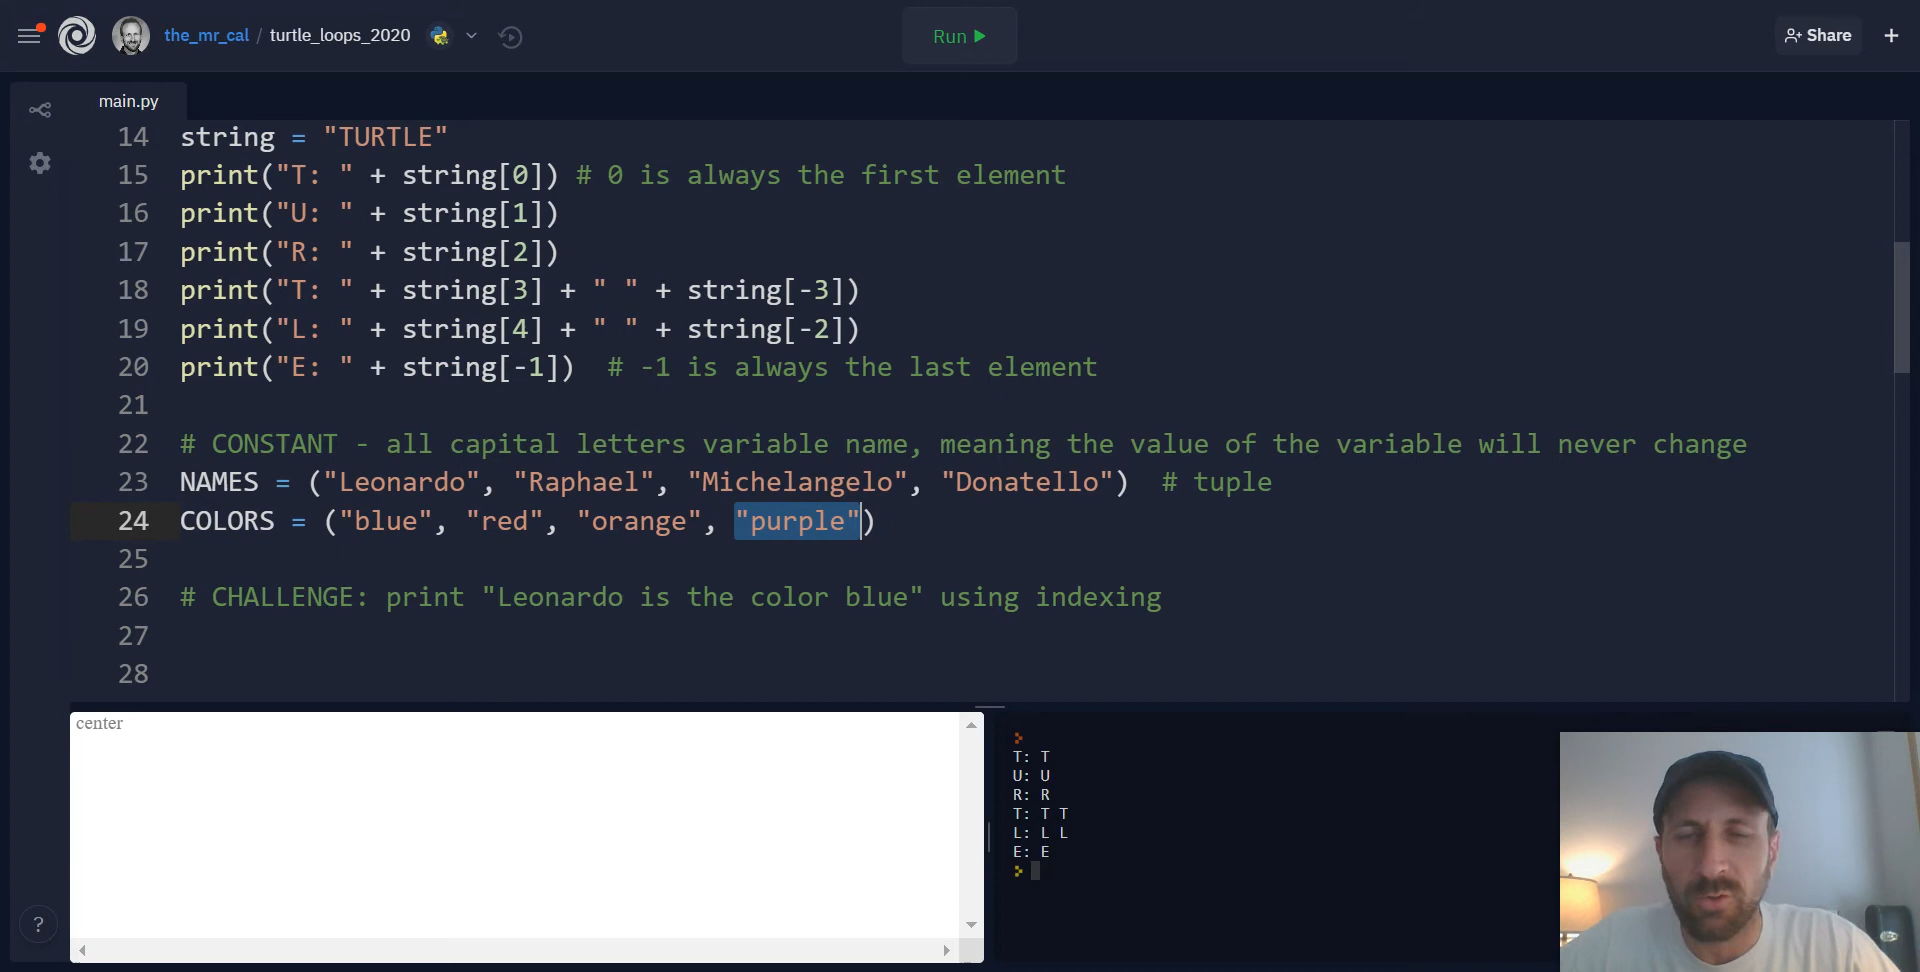 the_mr_cal / turtle_loops_2020
Run
Share
main.py
14 string = "TURTLE"
15 print("T: " + string[0]) # 0 is always the first element
16 print("U: " + string[1])
17 print("R: " + string[2])
18 print("T: " + string[3] + " " + string[-3])
19 print("L: " + string[4] + " " + string[-2])
20 print("E: " + string[-1])  # -1 is always the last element
21
22 # CONSTANT - all capital letters variable name, meaning the value of the variable will never change
23 NAMES = ("Leonardo", "Raphael", "Michelangelo", "Donatello")  # tuple
24 COLORS = ("blue", "red", "orange", "purple")
25
26 # CHALLENGE: print "Leonardo is the color blue" using indexing
27
28
center
T: T
U: U
R: R
T: T T
L: L L
E: E
?